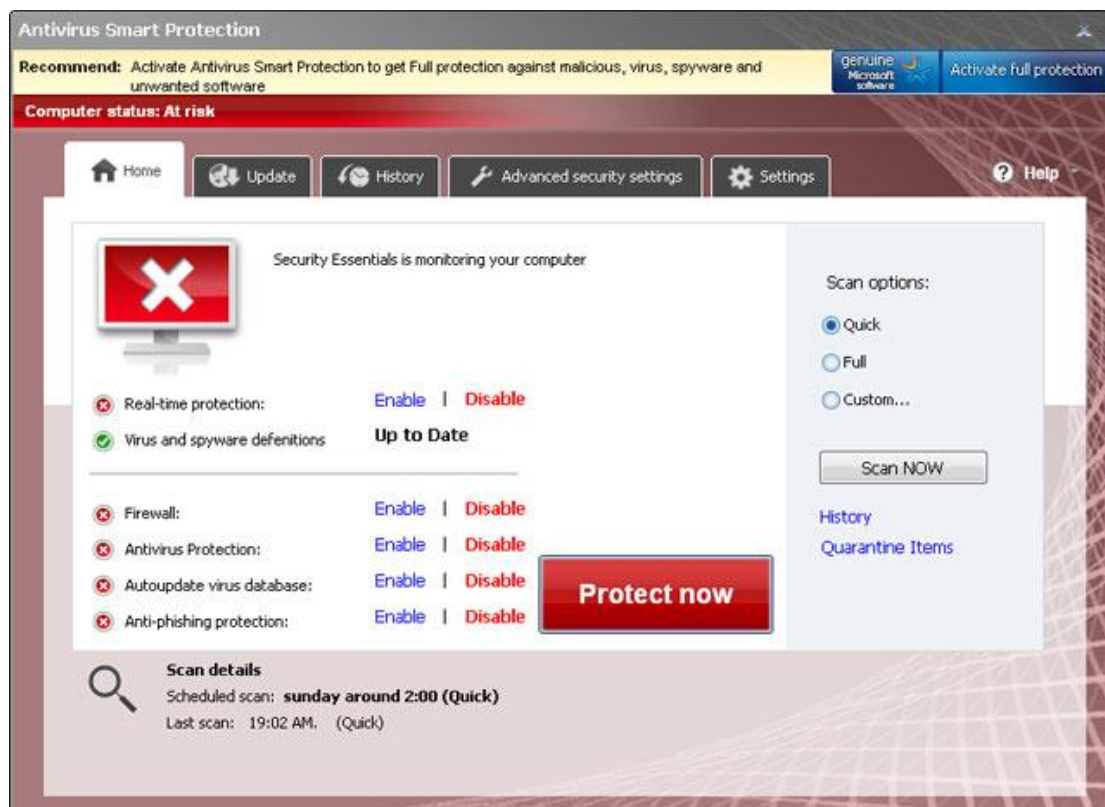 Antivirus Smart Protection
Recommend: Activate Antivirus Smart Protection to get Full protection against malicious, virus, spyware and
unwanted software
genuine
Microsoft
software
Activate full protection
Computer status: At risk
Home
Update
History
Advanced security settings
Settings
? Help
Security Essentials is monitoring your computer
Real-time protection: Enable | Disable
Virus and spyware defenitions Up to Date
Firewall: Enable | Disable
Antivirus Protection: Enable | Disable
Autoupdate virus database: Enable | Disable
Anti-phishing protection: Enable | Disable
Protect now
Scan options:
Quick
Full
Custom...
Scan NOW
History
Quarantine Items
Scan details
Scheduled scan: sunday around 2:00 (Quick)
Last scan: 19:02 AM. (Quick)